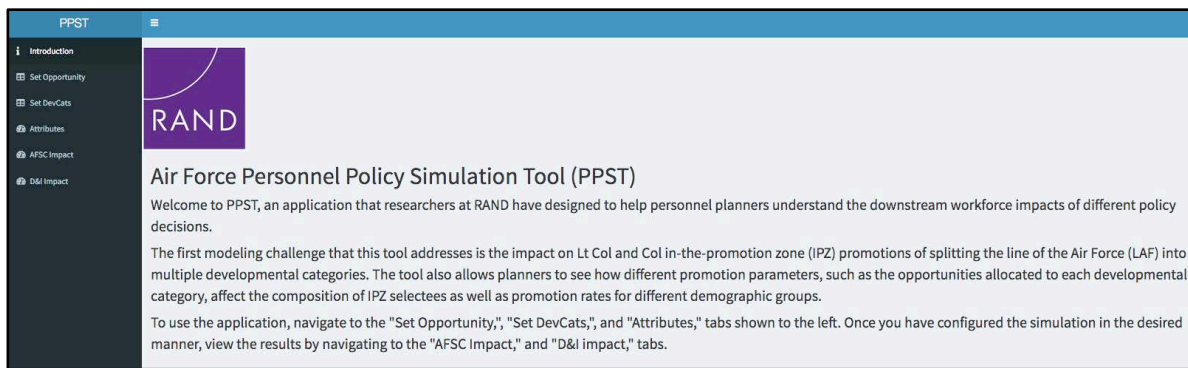 PPST
Introduction
Set Opportunity
Set DevCats
Attributes
AFSC Impact
D&I Impact
RAND
Air Force Personnel Policy Simulation Tool (PPST)
Welcome to PPST, an application that researchers at RAND have designed to help personnel planners understand the downstream workforce impacts of different policy
decisions.
The first modeling challenge that this tool addresses is the impact on Lt Col and Col in-the-promotion zone (IPZ) promotions of splitting the line of the Air Force (LAF) into
multiple developmental categories. The tool also allows planners to see how different promotion parameters, such as the opportunities allocated to each developmental
category, affect the composition of IPZ selectees as well as promotion rates for different demographic groups.
To use the application, navigate to the "Set Opportunity,", "Set DevCats,", and "Attributes," tabs shown to the left. Once you have configured the simulation in the desired
manner, view the results by navigating to the "AFSC Impact," and "D&I impact," tabs.